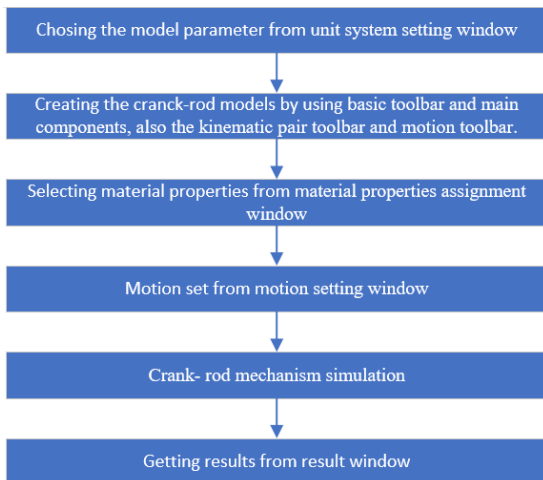 Chosing the model parameter from unit system setting window
Creating the cranck-rod models by using basic toolbar and main
components, also the kinematic pair toolbar and motion toolbar.
Selecting material properties from material properties assignment
window
Motion set from motion setting window
Crank- rod mechanism simulation
Getting results from result window